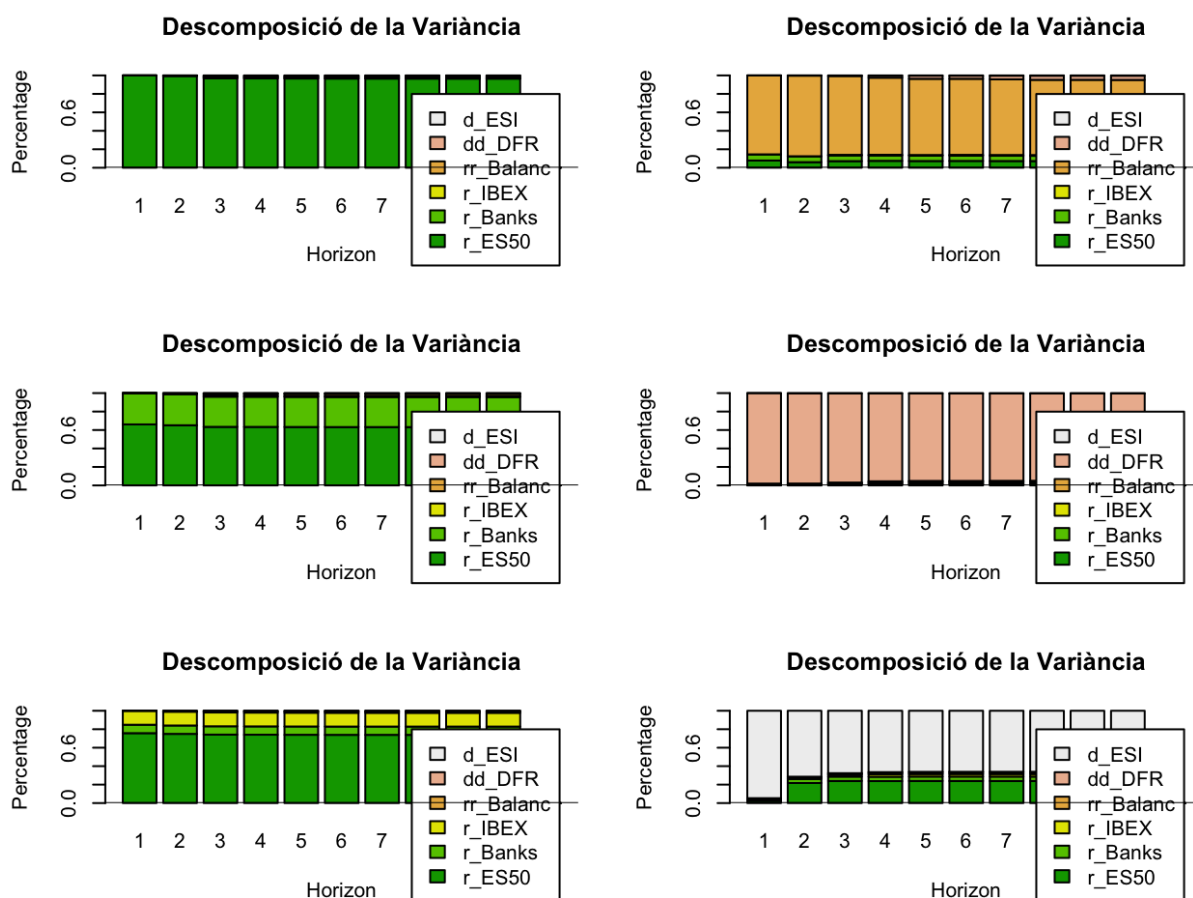 Descomposició de la Variància
Percentage
0.6
0.0
1 2 3 4 5 6 7
Horizon
d_ESI
dd_DFR
rr_Balanc
r_IBEX
r_Banks
r_ES50
Descomposició de la Variància
Percentage
0.6
0.0
1 2 3 4 5 6 7
Horizon
d_ESI
dd_DFR
rr_Balanc
r_IBEX
r_Banks
r_ES50
Descomposició de la Variància
Percentage
0.6
0.0
1 2 3 4 5 6 7
Horizon
d_ESI
dd_DFR
rr_Balanc
r_IBEX
r_Banks
r_ES50
Descomposició de la Variància
Percentage
0.6
0.0
1 2 3 4 5 6 7
Horizon
d_ESI
dd_DFR
rr_Balanc
r_IBEX
r_Banks
r_ES50
Descomposició de la Variància
Percentage
0.6
0.0
1 2 3 4 5 6 7
Horizon
d_ESI
dd_DFR
rr_Balanc
r_IBEX
r_Banks
r_ES50
Descomposició de la Variància
Percentage
0.6
0.0
1 2 3 4 5 6 7
Horizon
d_ESI
dd_DFR
rr_Balanc
r_IBEX
r_Banks
r_ES50